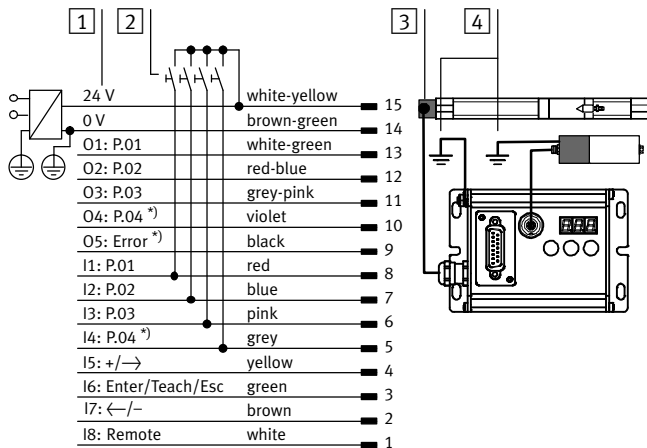 1 2 3 4
24 V white-yellow 15
0 V brown-green 14
O1: P.01 white-green 13
O2: P.02 red-blue 12
O3: P.03 grey-pink 11
O4: P.04 *) violet 10
O5: Error *) black 9
I1: P.01 red 8
I2: P.02 blue 7
I3: P.03 pink 6
I4: P.04 *) grey 5
I5: +/→ yellow 4
I6: Enter/Teach/Esc green 3
I7: ←/– brown 2
I8: Remote white 1
8.8.8.